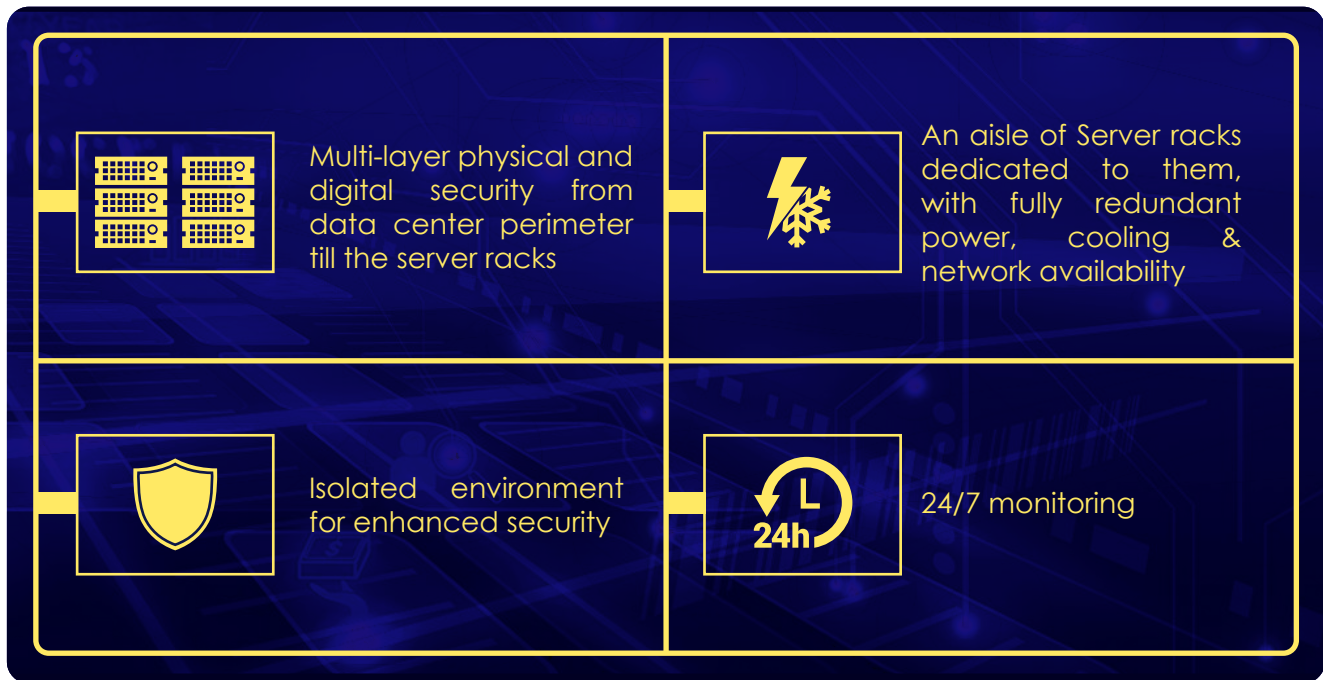 Multi-layer physical and
digital security from
data center perimeter
till the server racks
An aisle of Server racks
dedicated to them,
with fully redundant
power, cooling &
network availability
Isolated environment
for enhanced security
24h
24/7 monitoring